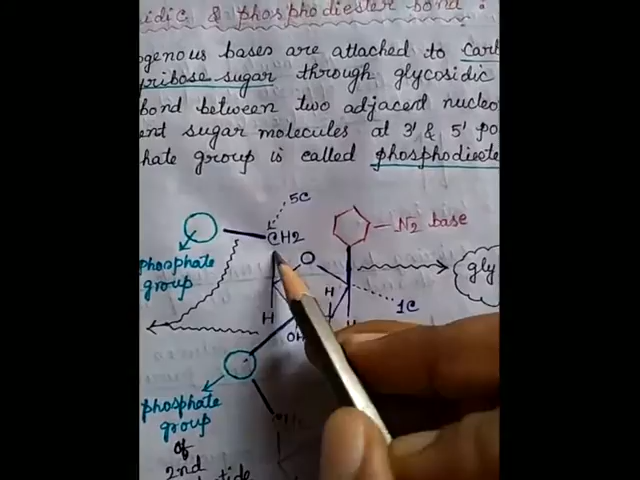 idic & phosphodiester bond :
ogenous bases are attached to Carb
yribose sugar through glycosidic
bond between two adjacent nucleo
ent sugar molecules at 3' & 5' po
hate group is called phosphodieste
5C
CH2
N2 base
O
phosphate
group
gly
H
H
1C
H
OH
phosphate
group
of
2nd
tide